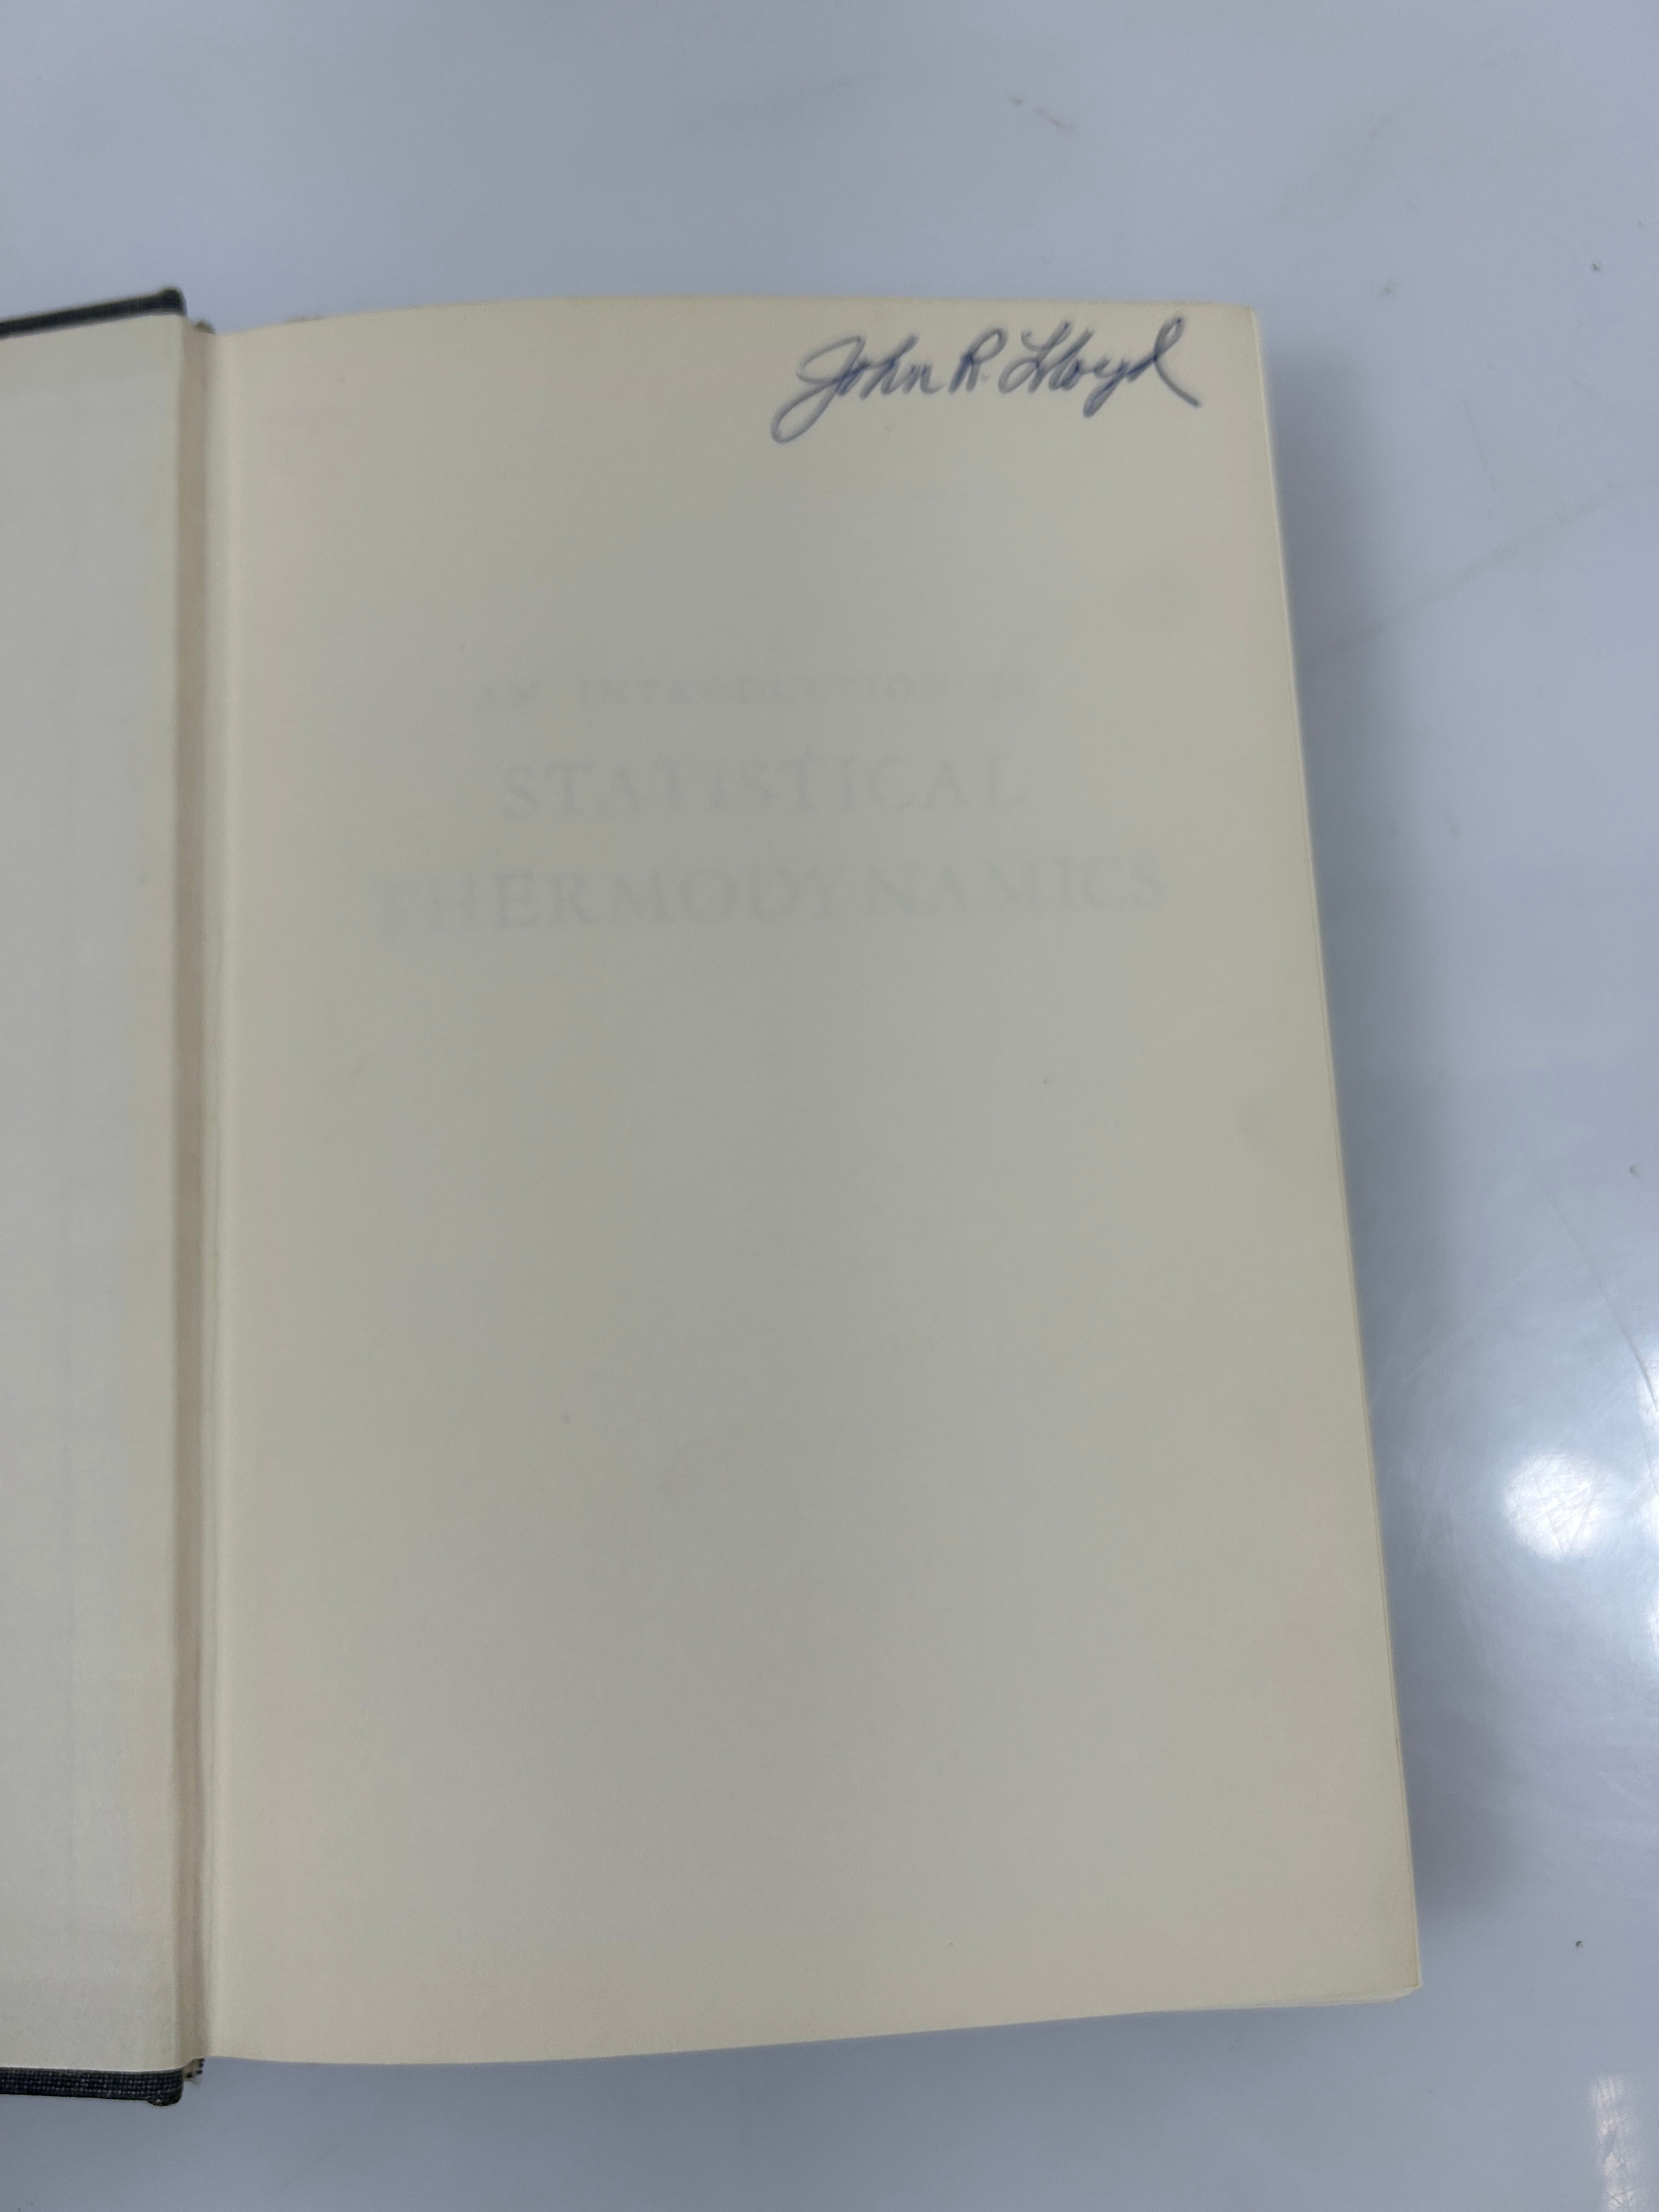 John R. Lloyd
AN INTRODUCTION TO
STATISTICAL
THERMODYNAMICS